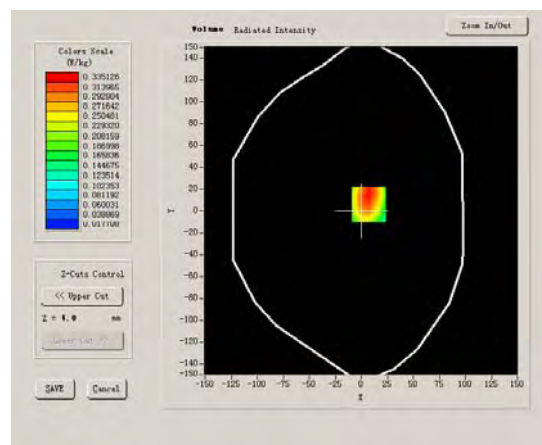 Volume Radiated Intensity
Zoom In/Out
Colors Scale
(W/kg)
0.335126
0.313965
0.292804
0.271642
0.250481
0.229320
0.208159
0.186998
0.165836
0.144675
0.123514
0.102353
0.081192
0.060031
0.038869
0.017708
Z-Cuts Control
<< Upper Cut
Z = 4.0 mm
Lower Cut >>
SAVE
Cancel
150
140
120
100
80
60
40
20
0
-20
-40
-60
-80
-100
-120
-140
-150
Y
-150 -125 -100 -75 -50 -25 0 25 50 75 100 125 150
X